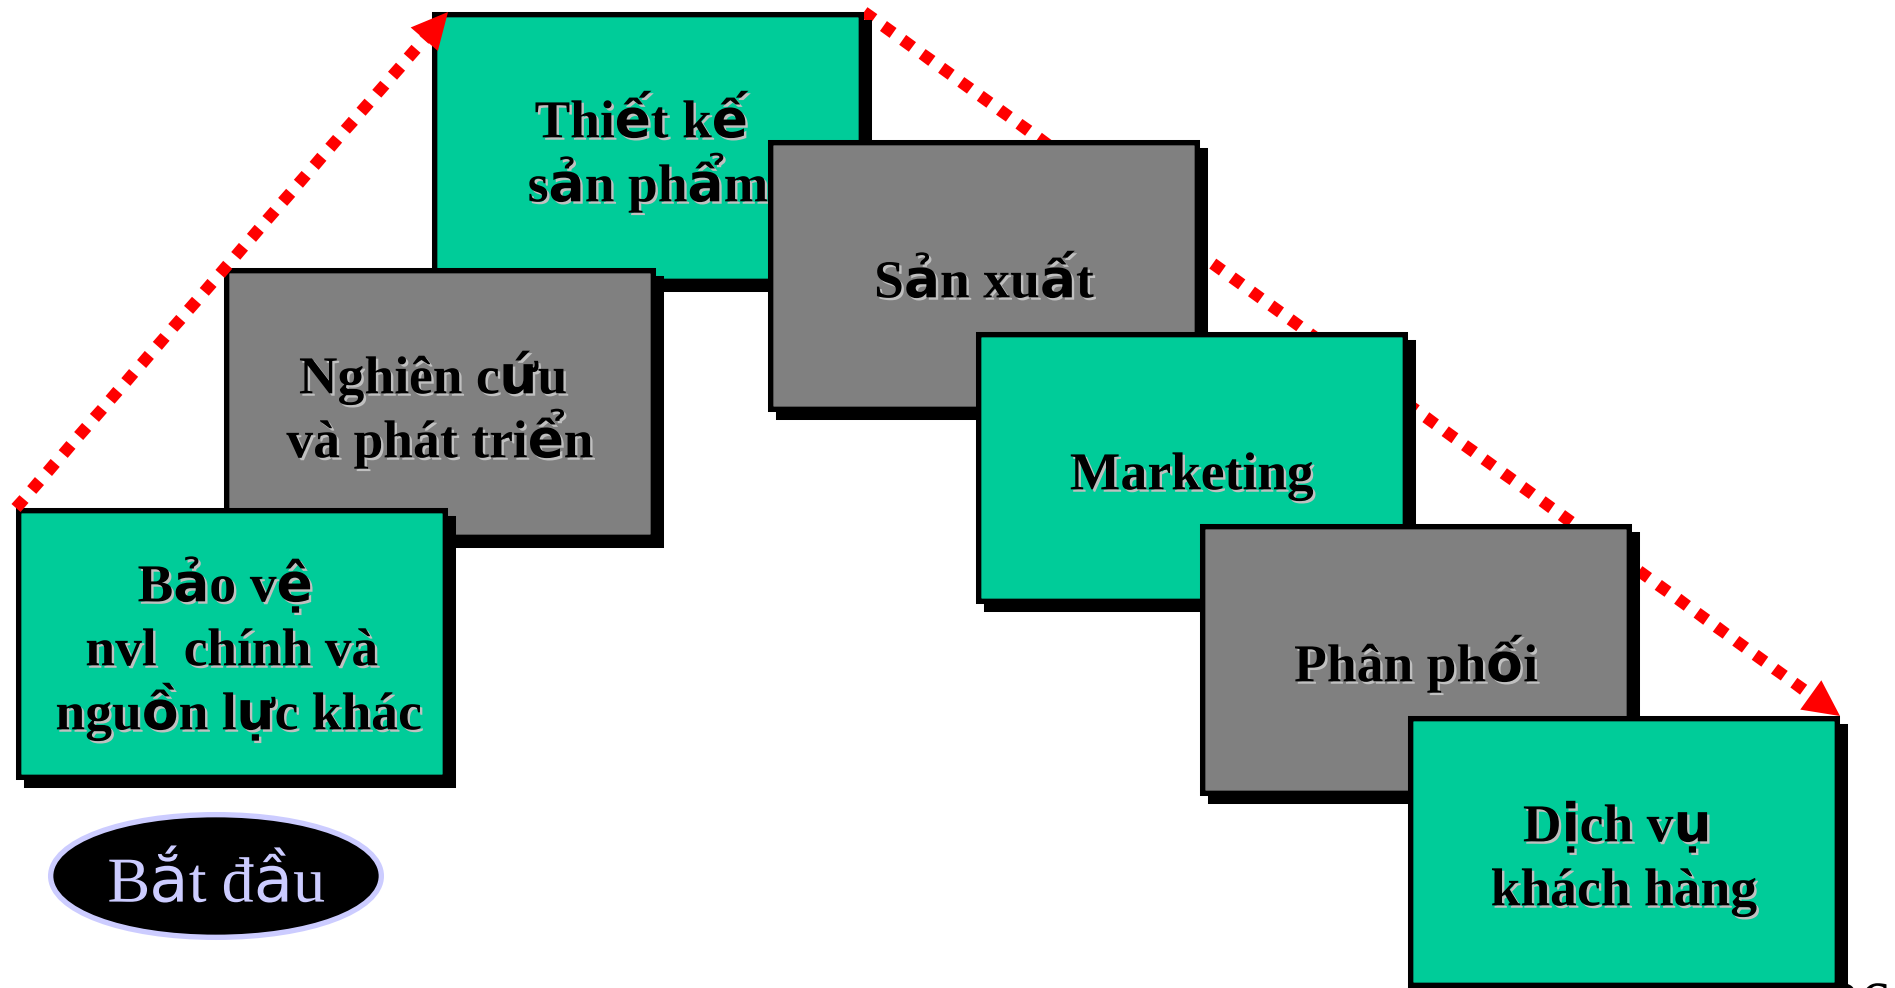 Thiết kế
sản phẩm
Sản xuất
Nghiên cứu
và phát triển
Marketing
Bảo vệ
nvl  chính và
nguồn lực khác
Phân phối
Dịch vụ
khách hàng
Bắt đầu